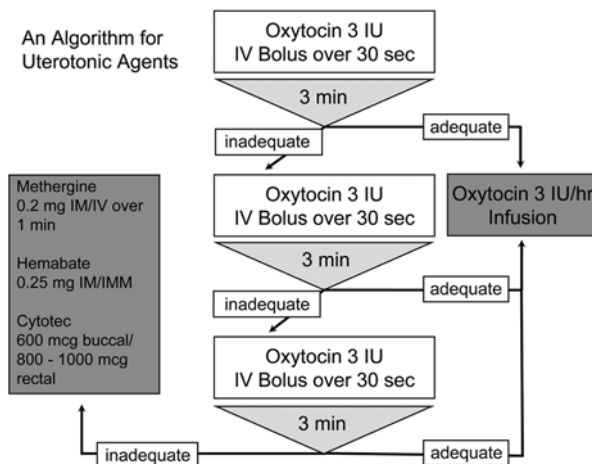 An Algorithm for
Uterotonic Agents
Oxytocin 3 IU
IV Bolus over 30 sec
3 min
inadequate
adequate
Methergine
0.2 mg IM/IV over
1 min
Hemabate
0.25 mg IM/IMM
Cytotec
600 mcg buccal/
800 - 1000 mcg
rectal
Oxytocin 3 IU
IV Bolus over 30 sec
Oxytocin 3 IU/hr
Infusion
3 min
inadequate
adequate
Oxytocin 3 IU
IV Bolus over 30 sec
3 min
inadequate
adequate